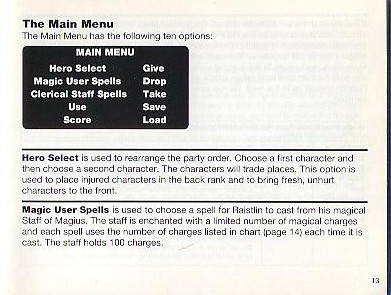 The Main Menu
The Main Menu has the following ten options:
MAIN MENU
Hero Select Give
Magic User Spells Drop
Clerical Staff Spells Take
Use Save
Score Load
Hero Select is used to rearrange the party order. Choose a first character and
then choose a second character. The characters will trade places. This option is
used to place injured characters in the back rank and to bring fresh, unhurt
characters to the front.
Magic User Spells is used to choose a spell for Raistlin to cast from his magical
Staff of Magius. The staff is enchanted with a limited number of magical charges
and each spell uses the number of charges listed in chart (page 14) each time it is
cast. The staff holds 100 charges.
13